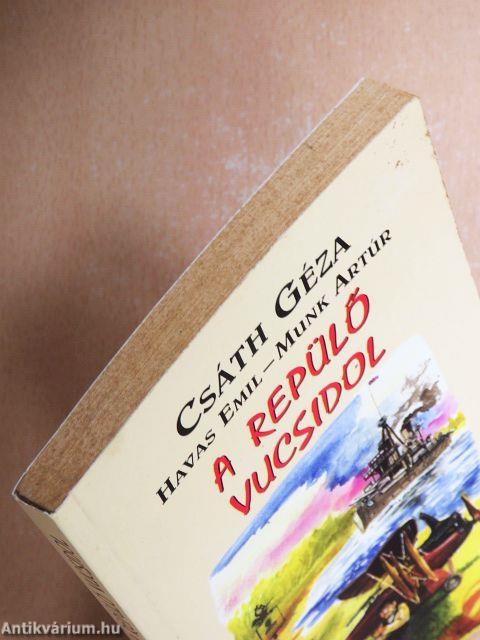 CSÁTH GÉZA
HAVAS EMIL – MUNK ARTÚR
A REPÜLŐ
VUCSIDOL
Antikvárium.hu